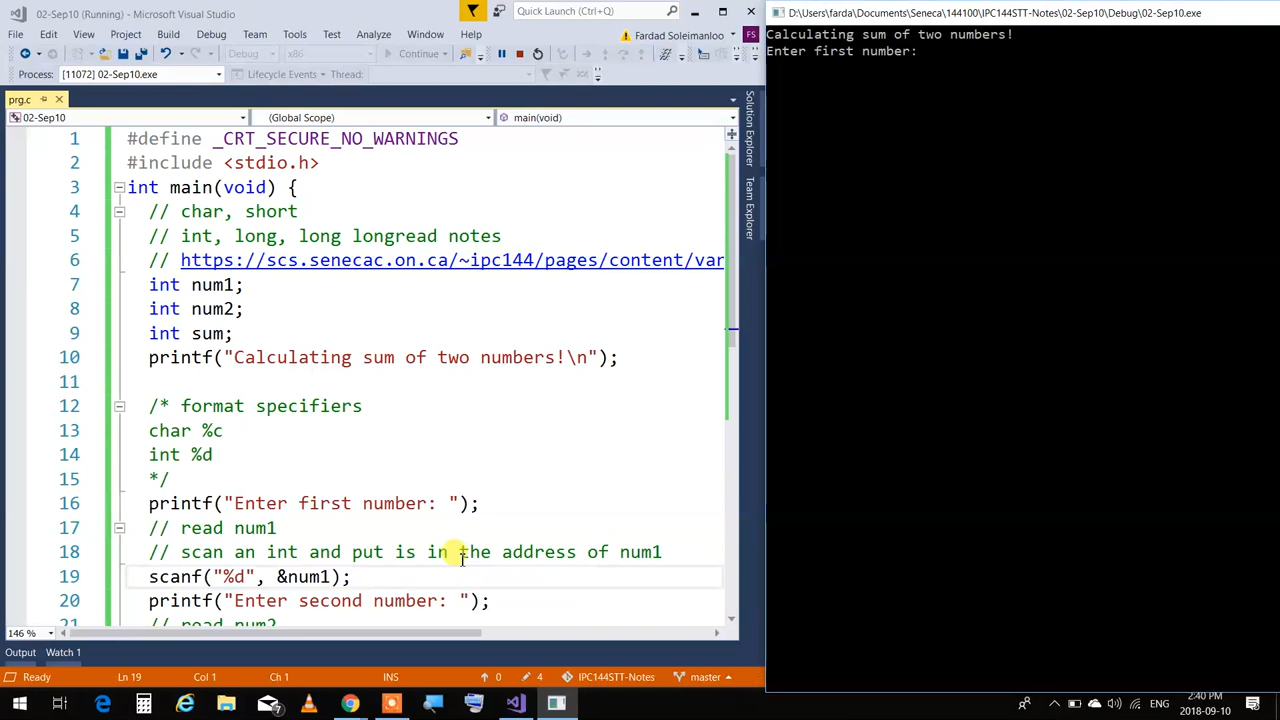 02-Sep10 (Running) - Microsoft Visual Studio
Quick Launch (Ctrl+Q)
File Edit View Project Build Debug Team Tools Test Analyze Window Help
Fardad Soleimanloo FS
Debug x86 Continue
Process: [11072] 02-Sep10.exe Lifecycle Events Thread:
prg.c
02-Sep10 (Global Scope) main(void)
1 #define _CRT_SECURE_NO_WARNINGS
2 #include <stdio.h>
3 int main(void) {
4 // char, short
5 // int, long, long longread notes
6 // https://scs.senecac.on.ca/~ipc144/pages/content/var
7 int num1;
8 int num2;
9 int sum;
10 printf("Calculating sum of two numbers!\n");
11
12 /* format specifiers
13 char %c
14 int %d
15 */
16 printf("Enter first number: ");
17 // read num1
18 // scan an int and put is in the address of num1
19 scanf("%d", &num1);
20 printf("Enter second number: ");
21 // read num2
146 %
Solution Explorer
Team Explorer
Output Watch 1
Ready Ln 19 Col 1 Ch 1 INS 0 4 IPC144STT-Notes master
D:\Users\farda\Documents\Seneca\144100\IPC144STT-Notes\02-Sep10\Debug\02-Sep10.exe
Calculating sum of two numbers!
Enter first number:
7
ENG
2:40 PM
2018-09-10